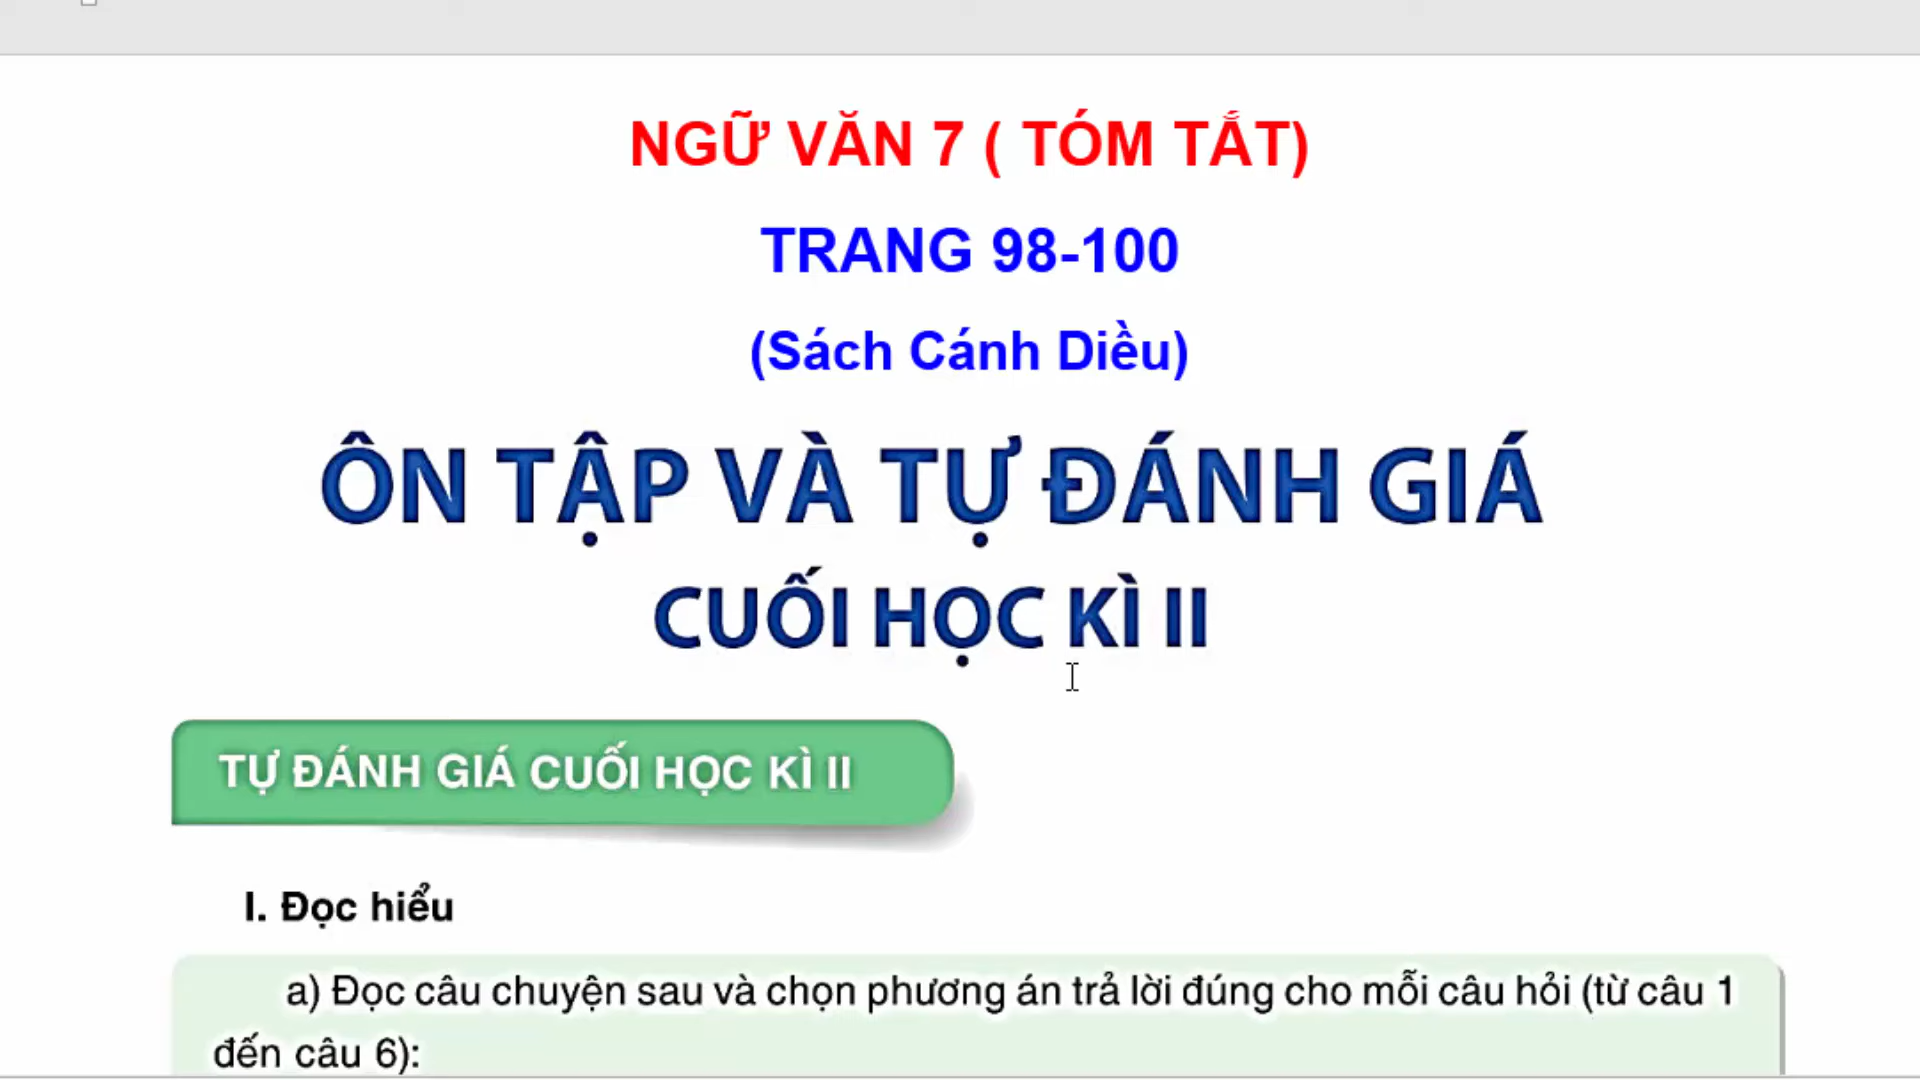 NGỮ VĂN 7 ( TÓM TẮT)
TRANG 98-100
(Sách Cánh Diều)
ÔN TẬP VÀ TỰ ĐÁNH GIÁ
CUỐI HỌC KÌ II
TỰ ĐÁNH GIÁ CUỐI HỌC KÌ II
I. Đọc hiểu
a) Đọc câu chuyện sau và chọn phương án trả lời đúng cho mỗi câu hỏi (từ câu 1
đến câu 6):